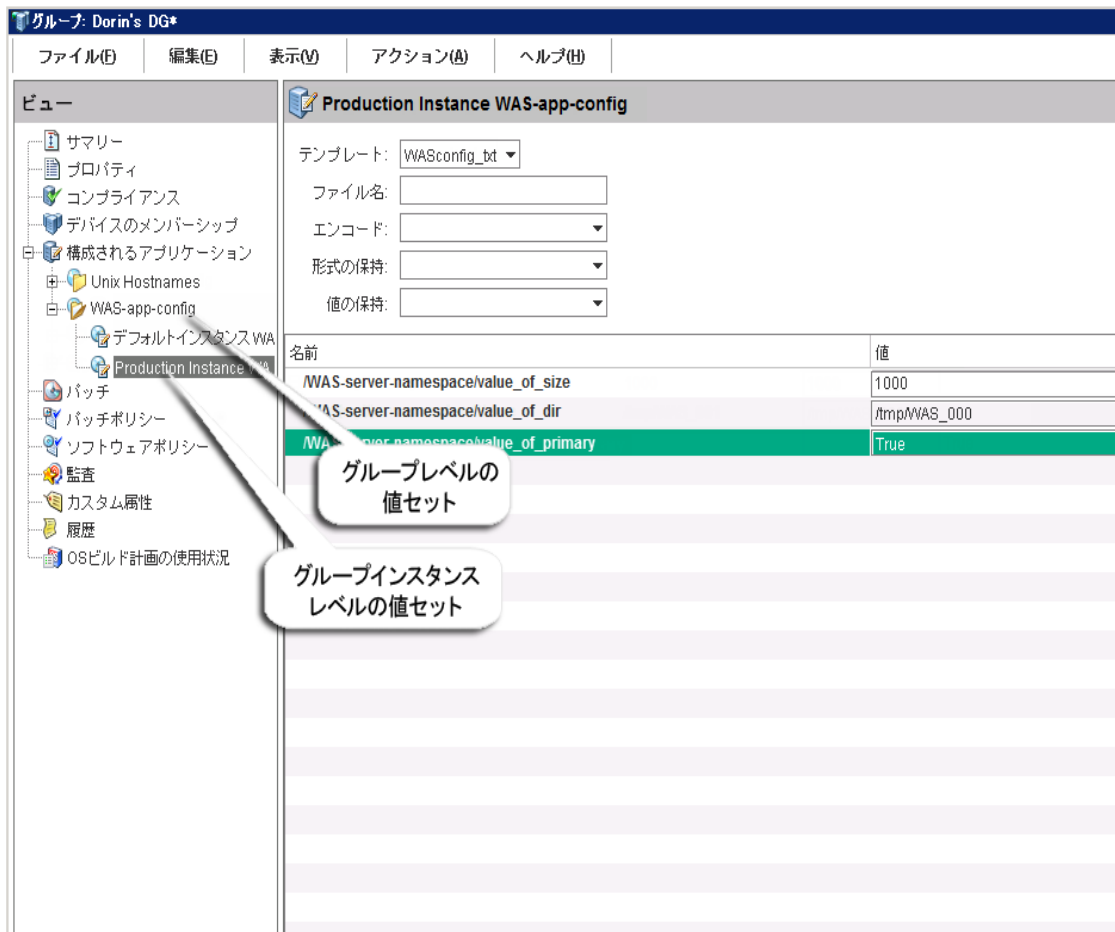 グループ: Dorin's DG*
ファイル(F) 編集(E) 表示(V) アクション(A) ヘルプ(H)
ビュー
サマリー
プロパティ
コンプライアンス
デバイスのメンバーシップ
構成されるアプリケーション
Unix Hostnames
WAS-app-config
デフォルトインスタンス WA
Production Instance WA
パッチ
パッチポリシー
ソフトウェアポリシー
監査
カスタム属性
履歴
OSビルド計画の使用状況
Production Instance WAS-app-config
テンプレート: WASconfig_txt
ファイル名:
エンコード:
形式の保持:
値の保持:
名前 値
/WAS-server-namespace/value_of_size 1000
/WAS-server-namespace/value_of_dir /tmp/WAS_000
/WAS-server-namespace/value_of_primary True
グループレベルの
値セット
グループインスタンス
レベルの値セット